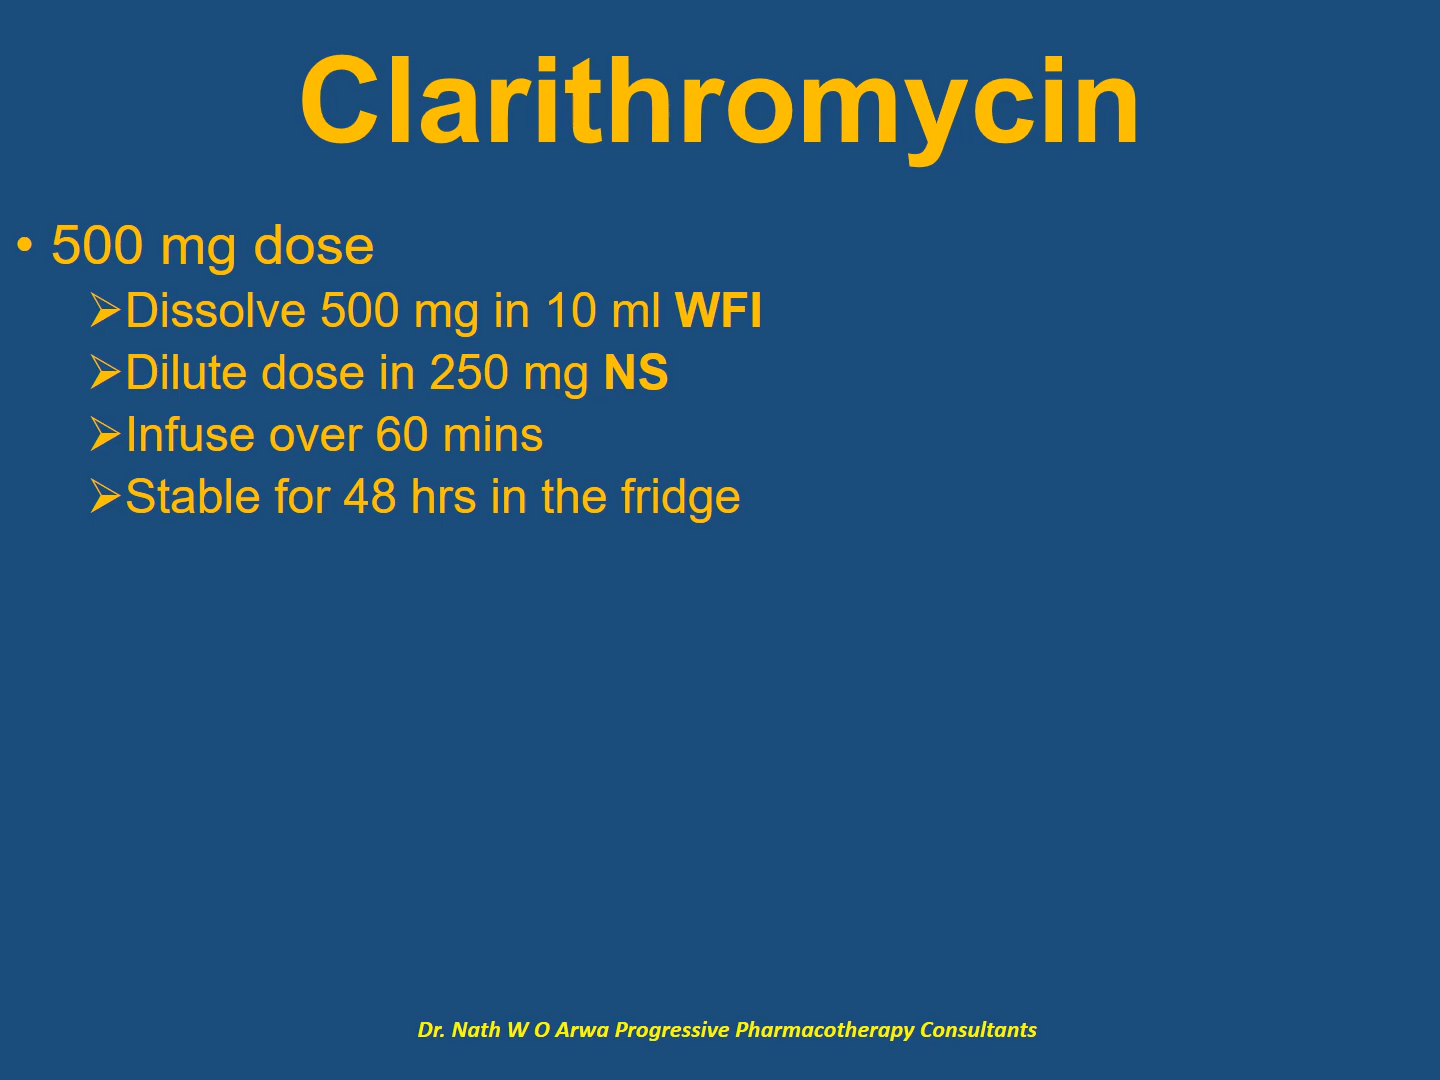 Clarithromycin
• 500 mg dose
➢Dissolve 500 mg in 10 ml WFI
➢Dilute dose in 250 mg NS
➢Infuse over 60 mins
➢Stable for 48 hrs in the fridge
Dr. Nath W O Arwa Progressive Pharmacotherapy Consultants